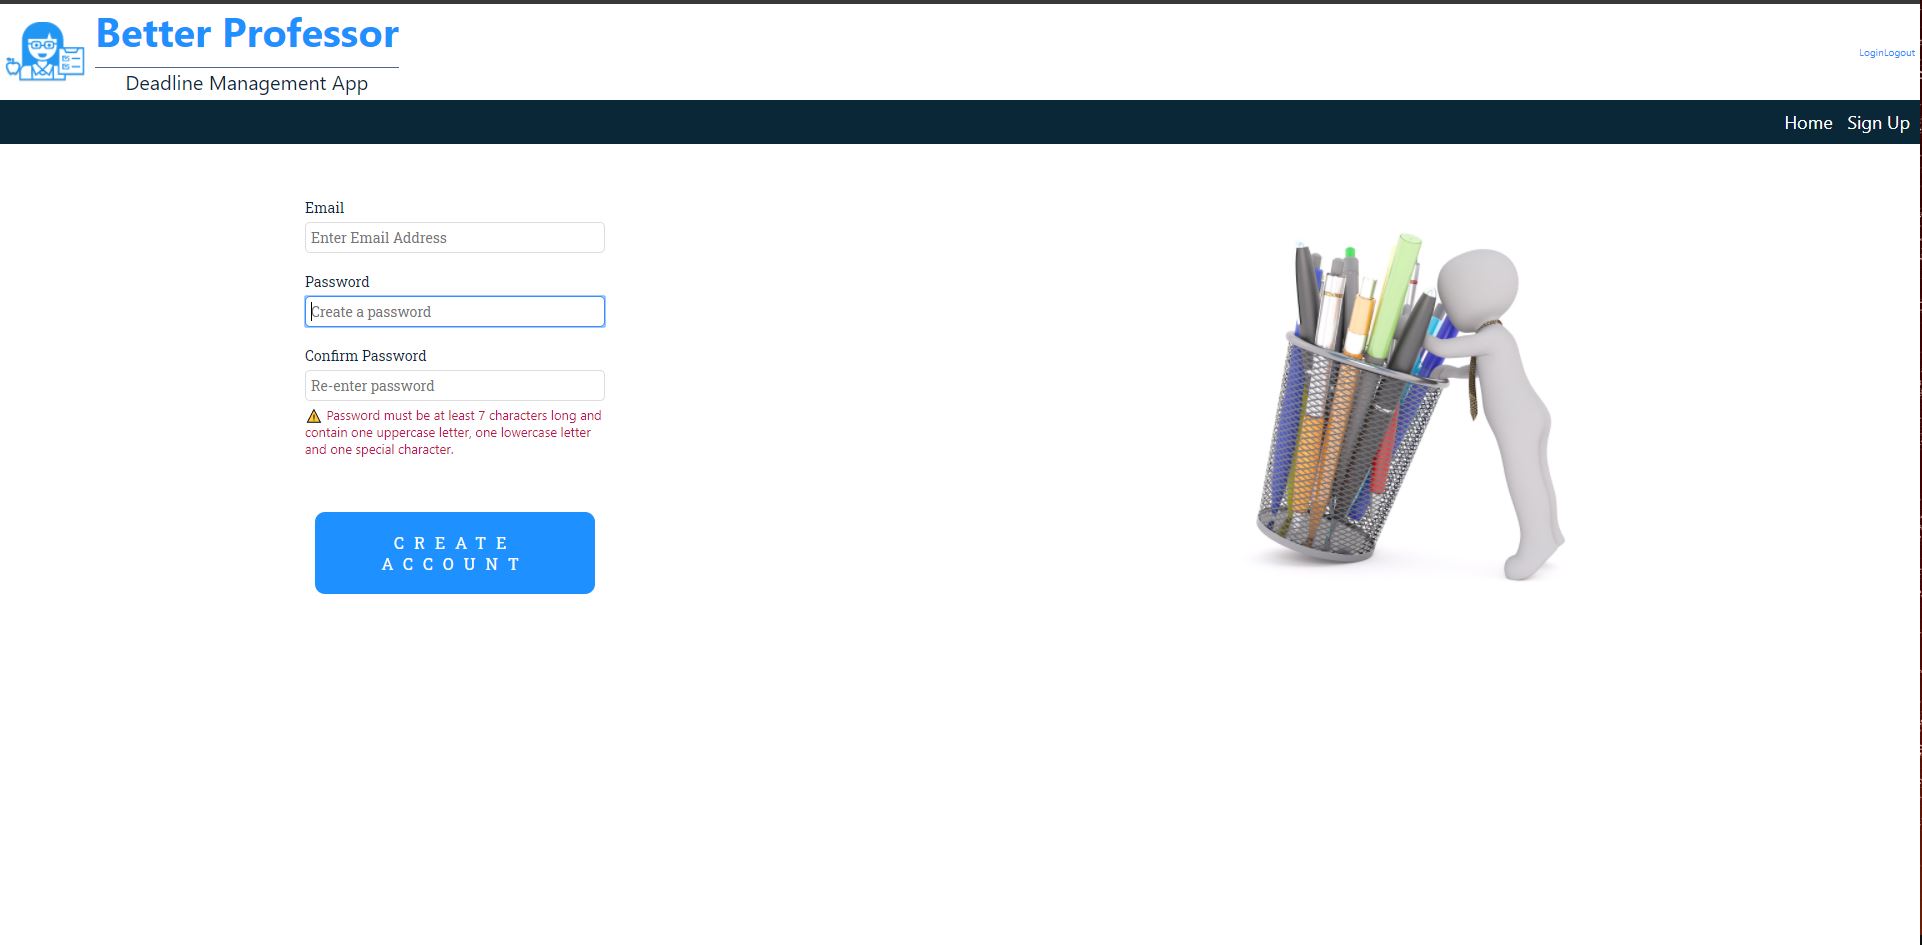 Better Professor
Deadline Management App
LoginLogout
Home Sign Up
Email
Enter Email Address
Password
Create a password
Confirm Password
Re-enter password
⚠ Password must be at least 7 characters long and
contain one uppercase letter, one lowercase letter
and one special character.
CREATE
ACCOUNT